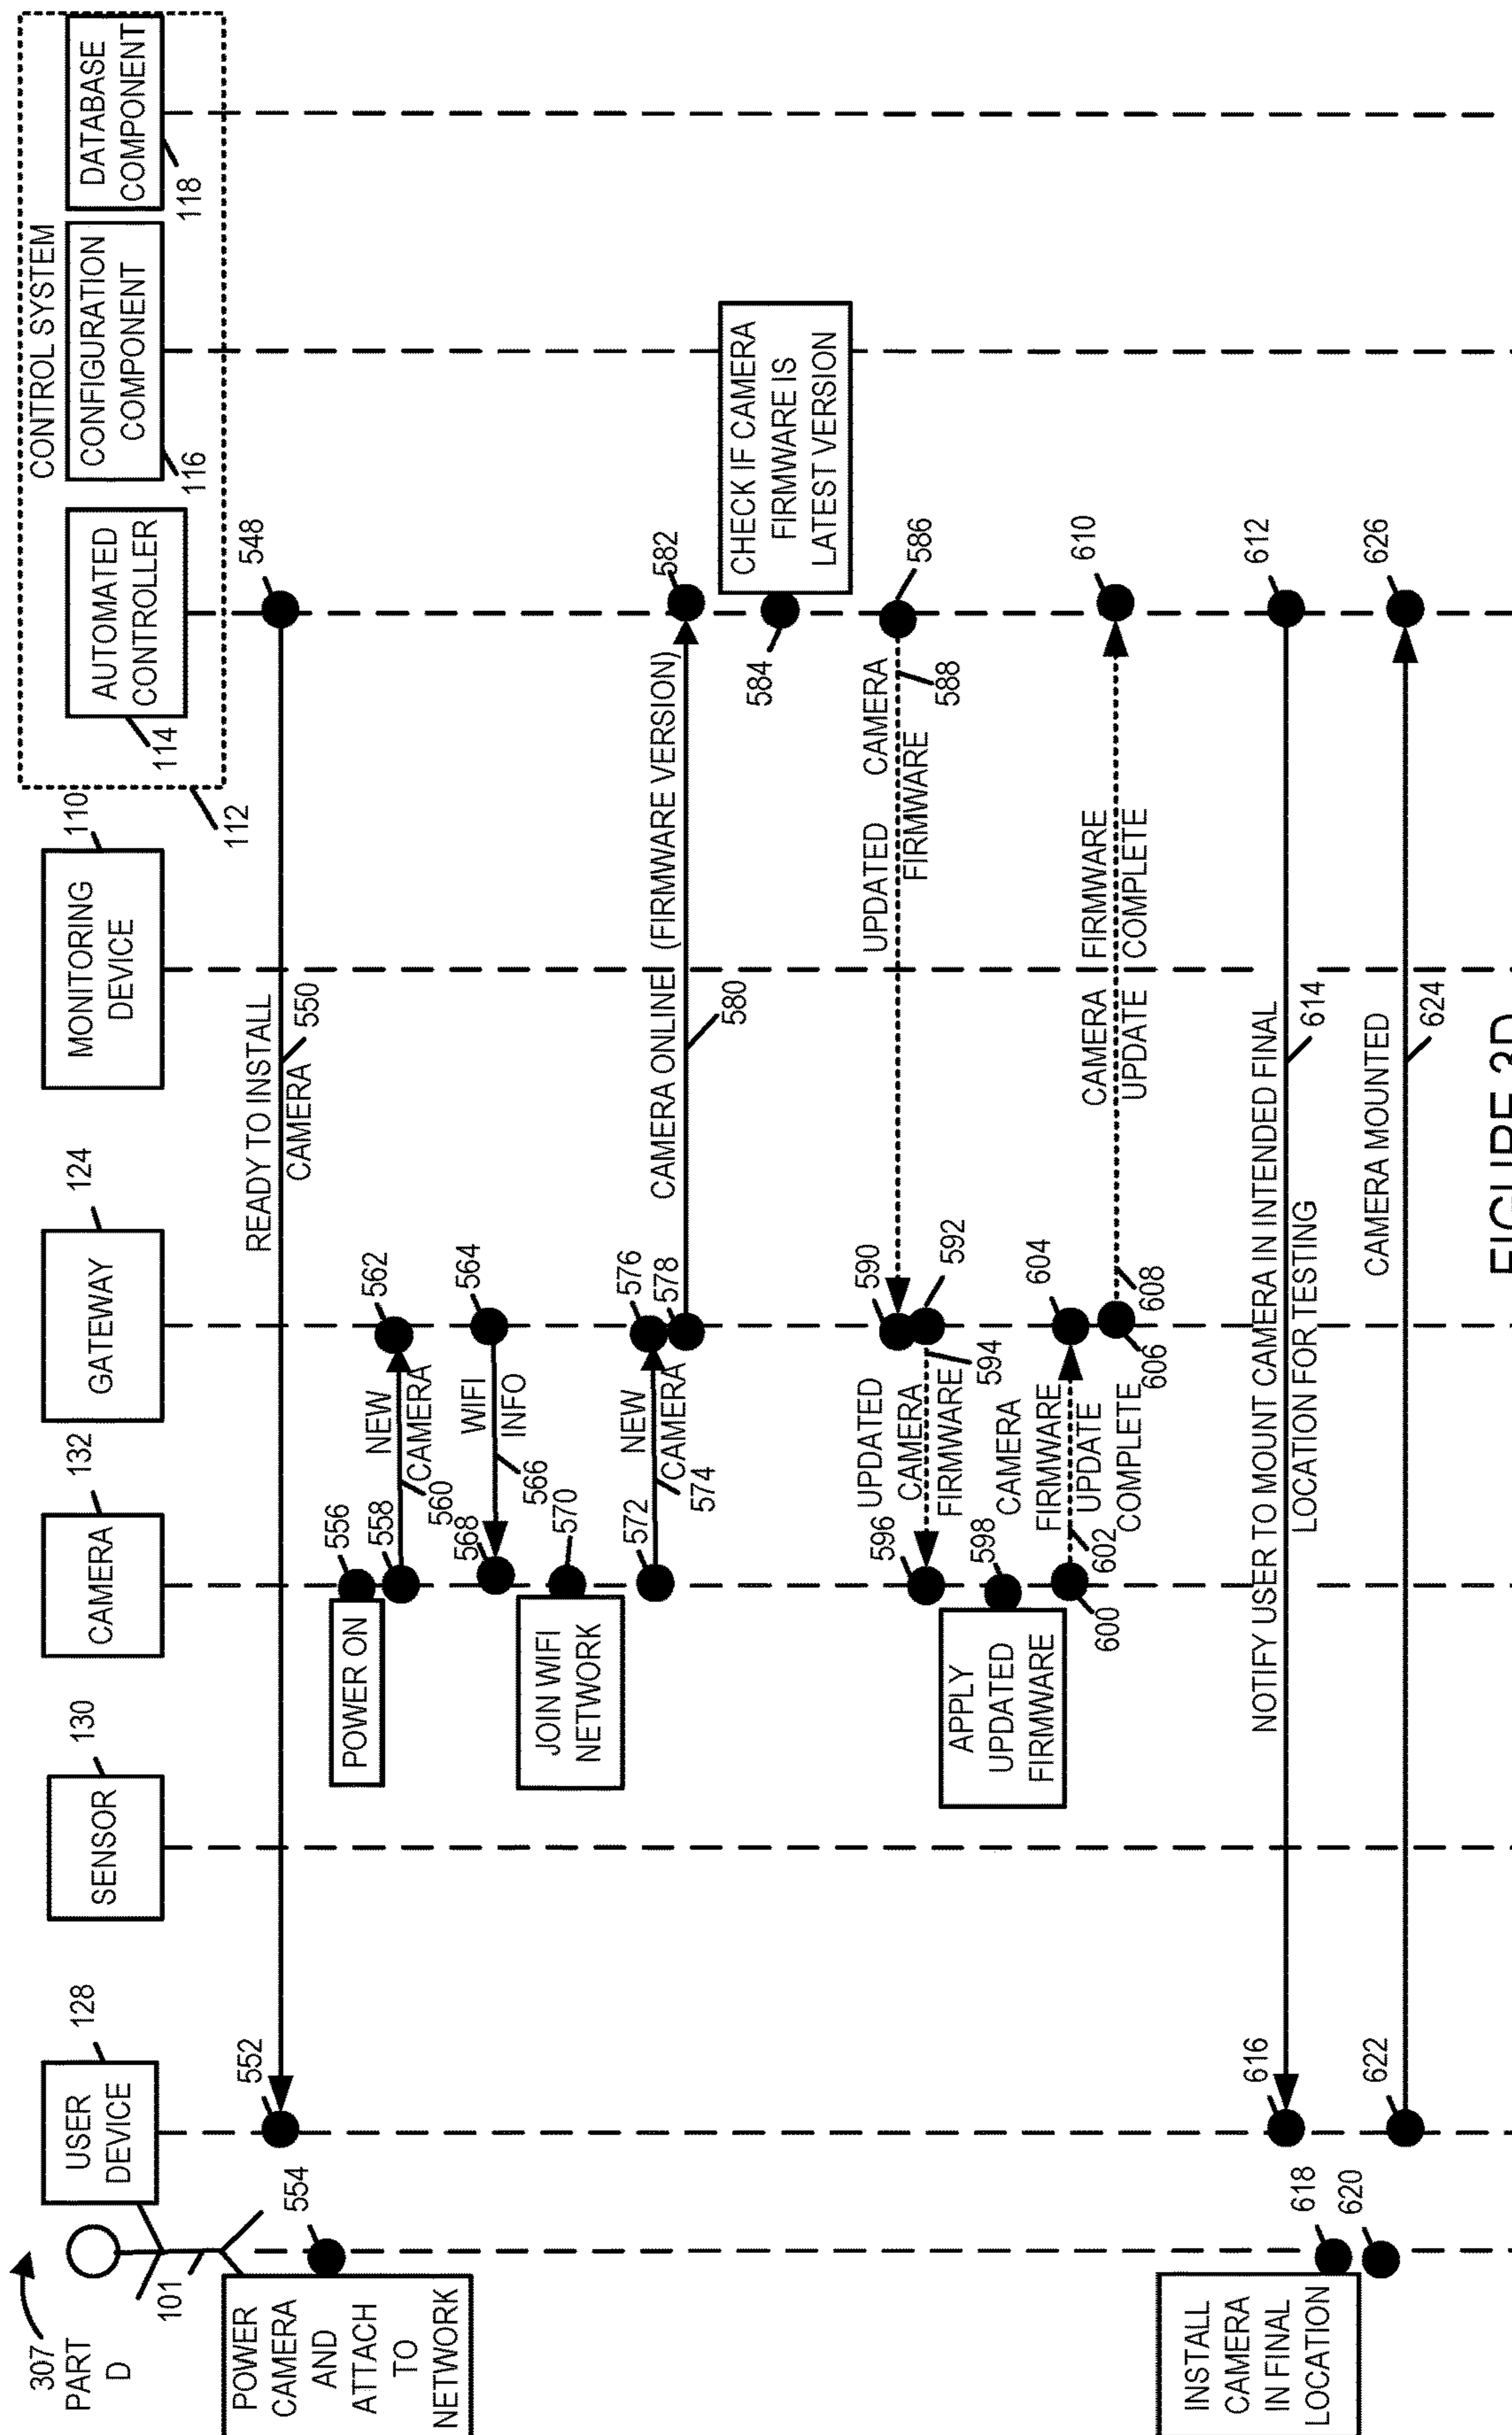 307
PART
D
101
USER
DEVICE
128
SENSOR
130
CAMERA
132
GATEWAY
124
MONITORING
DEVICE
110
CONTROL SYSTEM
112
AUTOMATED
CONTROLLER
114
CONFIGURATION
COMPONENT
116
DATABASE
COMPONENT
118
548
READY TO INSTALL
CAMERA
550
552
POWER
CAMERA
AND
ATTACH
TO
NETWORK
554
POWER ON
556
558
NEW
CAMERA
560
562
564
WIFI
INFO
566
568
JOIN WIFI
NETWORK
570
572
NEW
CAMERA
574
576
578
CAMERA ONLINE (FIRMWARE VERSION)
580
582
584
CHECK IF CAMERA
FIRMWARE IS
LATEST VERSION
586
UPDATED CAMERA
FIRMWARE
588
590
592
UPDATED
CAMERA
FIRMWARE
594
596
APPLY
UPDATED
FIRMWARE
598
600
CAMERA
FIRMWARE
UPDATE
COMPLETE
602
604
606
CAMERA FIRMWARE
UPDATE COMPLETE
608
610
612
NOTIFY USER TO MOUNT CAMERA IN INTENDED FINAL
LOCATION FOR TESTING
614
616
INSTALL
CAMERA
IN FINAL
LOCATION
618
620
622
CAMERA MOUNTED
624
626
FIGURE 3D